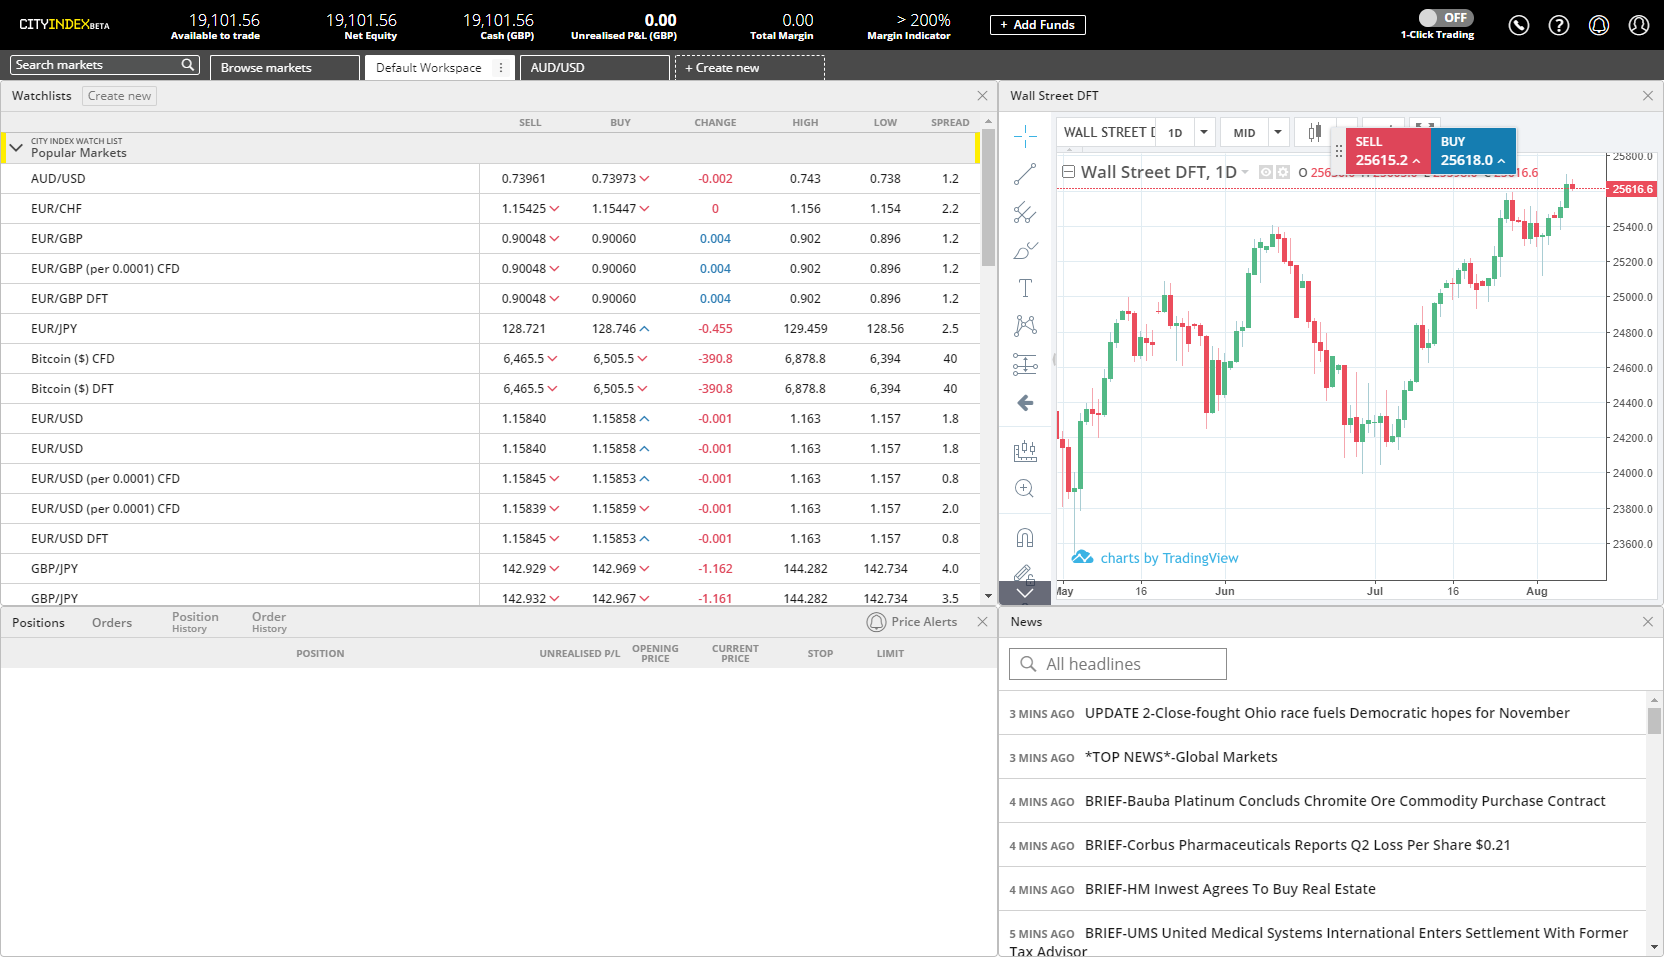 CITYINDEX BETA
19,101.56 19,101.56 19,101.56 0.00 0.00 > 200% + Add Funds OFF
Available to trade Net Equity Cash (GBP) Unrealised P&L (GBP) Total Margin Margin Indicator 1-Click Trading
Search markets Browse markets Default Workspace AUD/USD + Create new
Watchlists Create new
SELL BUY CHANGE HIGH LOW SPREAD
CITY INDEX WATCH LIST
Popular Markets
AUD/USD 0.73961 0.73973 -0.002 0.743 0.738 1.2
EUR/CHF 1.15425 1.15447 0 1.156 1.154 2.2
EUR/GBP 0.90048 0.90060 0.004 0.902 0.896 1.2
EUR/GBP (per 0.0001) CFD 0.90048 0.90060 0.004 0.902 0.896 1.2
EUR/GBP DFT 0.90048 0.90060 0.004 0.902 0.896 1.2
EUR/JPY 128.721 128.746 -0.455 129.459 128.56 2.5
Bitcoin ($) CFD 6,465.5 6,505.5 -390.8 6,878.8 6,394 40
Bitcoin ($) DFT 6,465.5 6,505.5 -390.8 6,878.8 6,394 40
EUR/USD 1.15840 1.15858 -0.001 1.163 1.157 1.8
EUR/USD 1.15840 1.15858 -0.001 1.163 1.157 1.8
EUR/USD (per 0.0001) CFD 1.15845 1.15853 -0.001 1.163 1.157 0.8
EUR/USD (per 0.0001) CFD 1.15839 1.15859 -0.001 1.163 1.157 2.0
EUR/USD DFT 1.15845 1.15853 -0.001 1.163 1.157 0.8
GBP/JPY 142.929 142.969 -1.162 144.282 142.734 4.0
GBP/JPY 142.932 142.967 -1.161 144.282 142.734 3.5
Wall Street DFT
WALL STREET 1D MID
SELL BUY
25615.2 25618.0
Wall Street DFT, 1D O
25800.0
25616.6
25400.0
25200.0
25000.0
24800.0
24600.0
24400.0
24200.0
24000.0
23800.0
23600.0
charts by TradingView
May 16 Jun Jul 16 Aug
Positions Orders Position History Order History Price Alerts
POSITION UNREALISED P/L OPENING PRICE CURRENT PRICE STOP LIMIT
News
All headlines
3 MINS AGO UPDATE 2-Close-fought Ohio race fuels Democratic hopes for November
3 MINS AGO *TOP NEWS*-Global Markets
4 MINS AGO BRIEF-Bauba Platinum Concluds Chromite Ore Commodity Purchase Contract
4 MINS AGO BRIEF-Corbus Pharmaceuticals Reports Q2 Loss Per Share $0.21
4 MINS AGO BRIEF-HM Inwest Agrees To Buy Real Estate
5 MINS AGO BRIEF-UMS United Medical Systems International Enters Settlement With Former
Tax Advisor